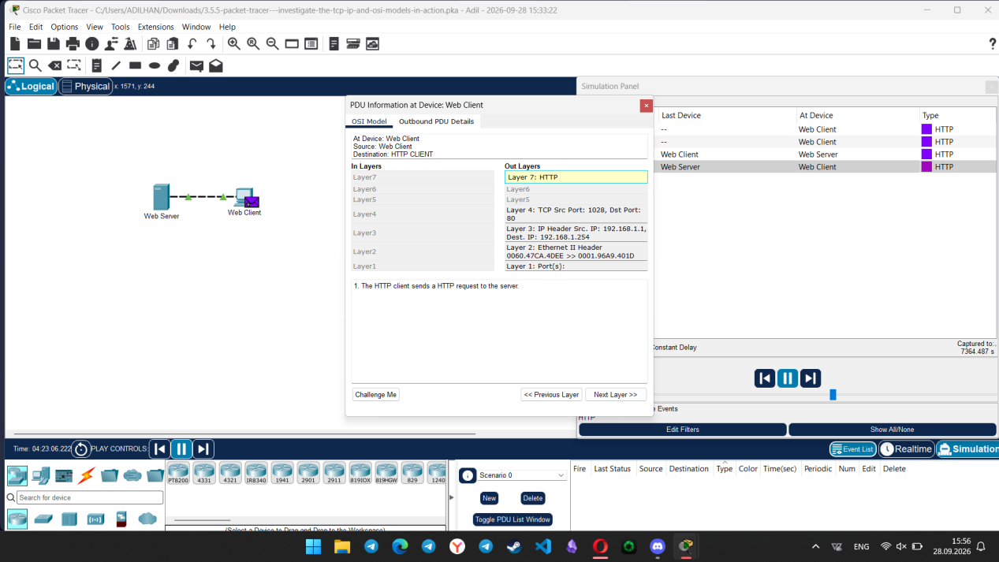 Cisco Packet Tracer - C:/Users/ADILHAN/Downloads/3.5.5-packet-tracer---investigate-the-tcp-ip-and-osi-models-in-action.pka - Adil - 2026-09-28 15:33:22
File Edit Options View Tools Extensions Window Help
?
Logical Physical x: 1571, y: 244
Simulation Panel
PDU Information at Device: Web Client
OSI Model Outbound PDU Details
At Device: Web Client
Source: Web Client
Destination: HTTP CLIENT
In Layers Out Layers
Layer7 Layer 7: HTTP
Layer6 Layer6
Layer5 Layer5
Layer4 Layer 4: TCP Src Port: 1028, Dst Port: 80
Layer3 Layer 3: IP Header Src. IP: 192.168.1.1, Dest. IP: 192.168.1.254
Layer2 Layer 2: Ethernet II Header 0060.47CA.4DEE >> 0001.96A9.401D
Layer1 Layer 1: Port(s):
1. The HTTP client sends a HTTP request to the server.
Challenge Me << Previous Layer Next Layer >>
Web Server Web Client
Last Device At Device Type
-- Web Client HTTP
-- Web Client HTTP
Web Client Web Server HTTP
Web Server Web Client HTTP
Constant Delay
Captured to:
7364.487 s
e Events
HTTP
Edit Filters Show All/None
Time: 04:23:06.222 PLAY CONTROLS:
Event List Realtime Simulation
PT8200 4331 4321 IR8340 1941 2901 2911 819IOX 819HGW 829 1240
Search for device
(Select a Device to Drag and Drop to the Workspace)
Scenario 0
New Delete
Toggle PDU List Window
Fire Last Status Source Destination Type Color Time(sec) Periodic Num Edit Delete
ENG
15:56
28.09.2026